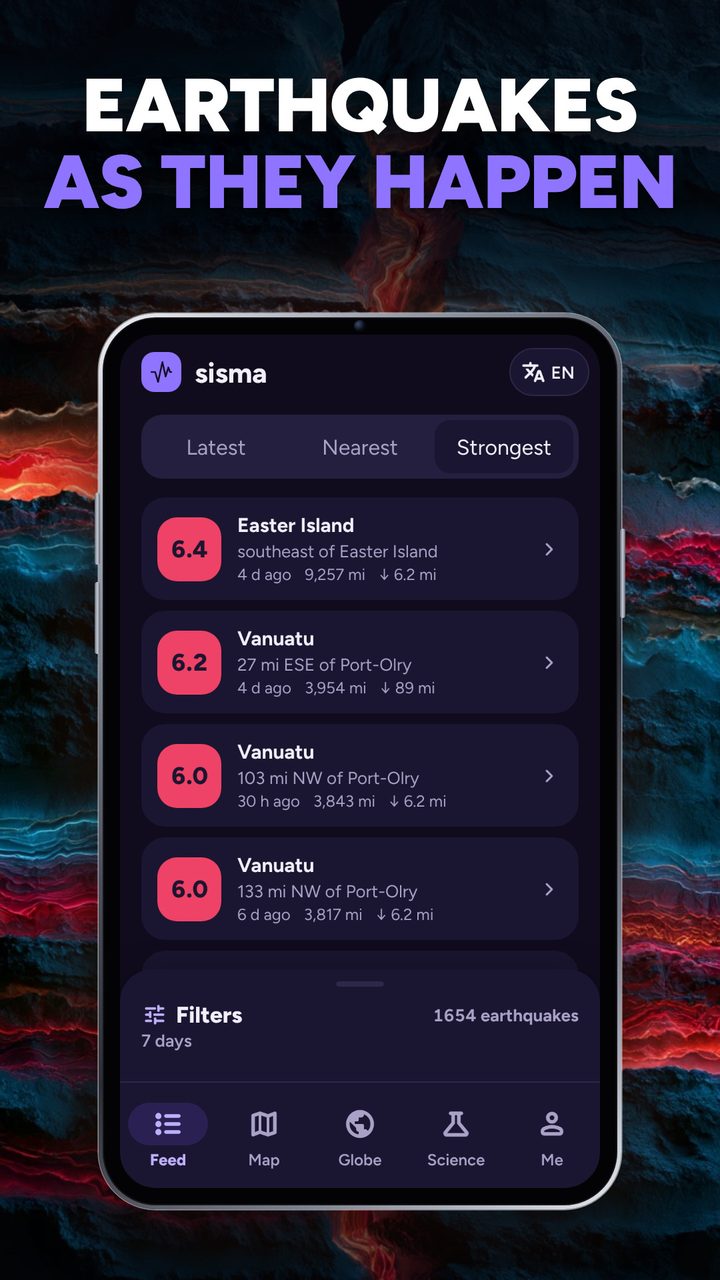 EARTHQUAKES
AS THEY HAPPEN
sisma
EN
Latest Nearest Strongest
6.4
Easter Island
southeast of Easter Island
4 d ago 9,257 mi ↓ 6.2 mi
6.2
Vanuatu
27 mi ESE of Port-Olry
4 d ago 3,954 mi ↓ 89 mi
6.0
Vanuatu
103 mi NW of Port-Olry
30 h ago 3,843 mi ↓ 6.2 mi
6.0
Vanuatu
133 mi NW of Port-Olry
6 d ago 3,817 mi ↓ 6.2 mi
Filters
1654 earthquakes
7 days
Feed Map Globe Science Me